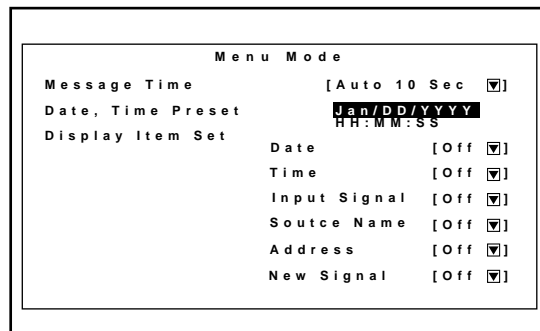 Menu Mode
Message Time [Auto 10 Sec ▼]
Date, Time Preset Jan/DD/YYYY
HH:MM:SS
Display Item Set
Date [Off ▼]
Time [Off ▼]
Input Signal [Off ▼]
Soutce Name [Off ▼]
Address [Off ▼]
New Signal [Off ▼]